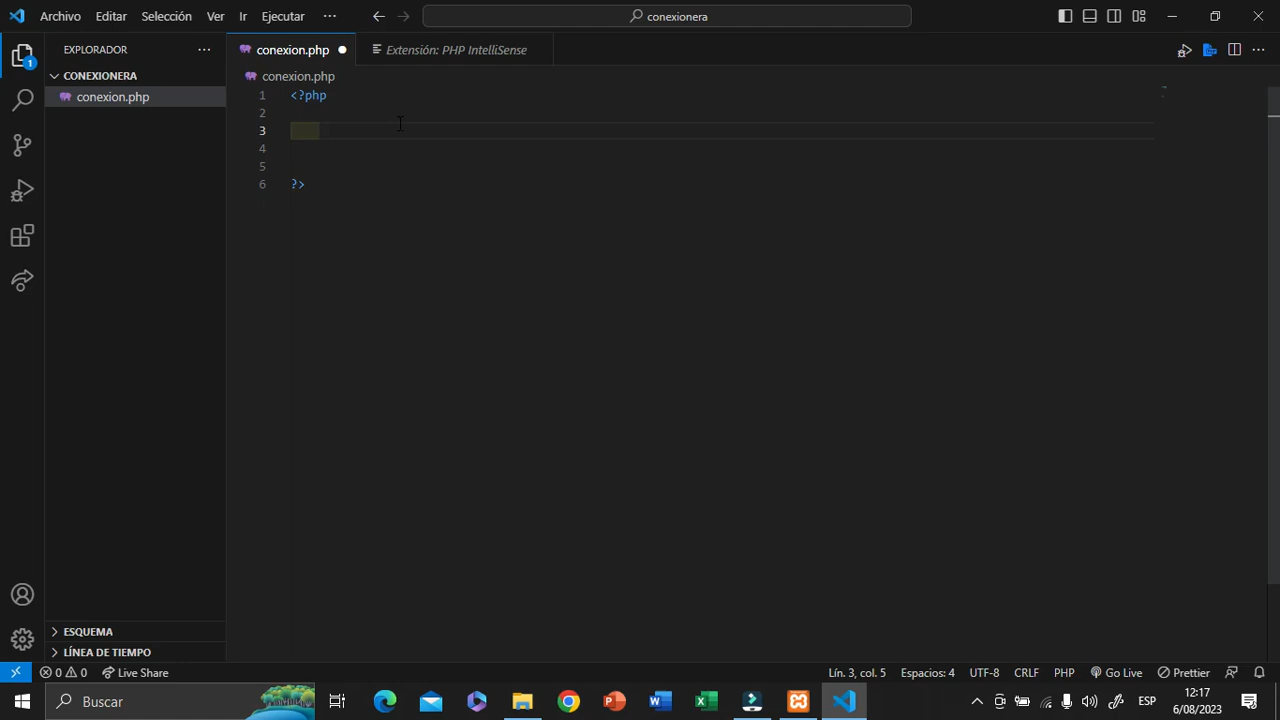 Archivo Editar Selección Ver Ir Ejecutar ··· conexionera
EXPLORADOR ···
conexion.php Extensión: PHP IntelliSense ···
CONEXIONERA
conexion.php
conexion.php
1 <?php
2
3
4
5
6 ?>
1
ESQUEMA
LÍNEA DE TIEMPO
0 0 Live Share Lín. 3, col. 5 Espacios: 4 UTF-8 CRLF PHP Go Live Prettier
Buscar ESP 12:17
6/08/2023